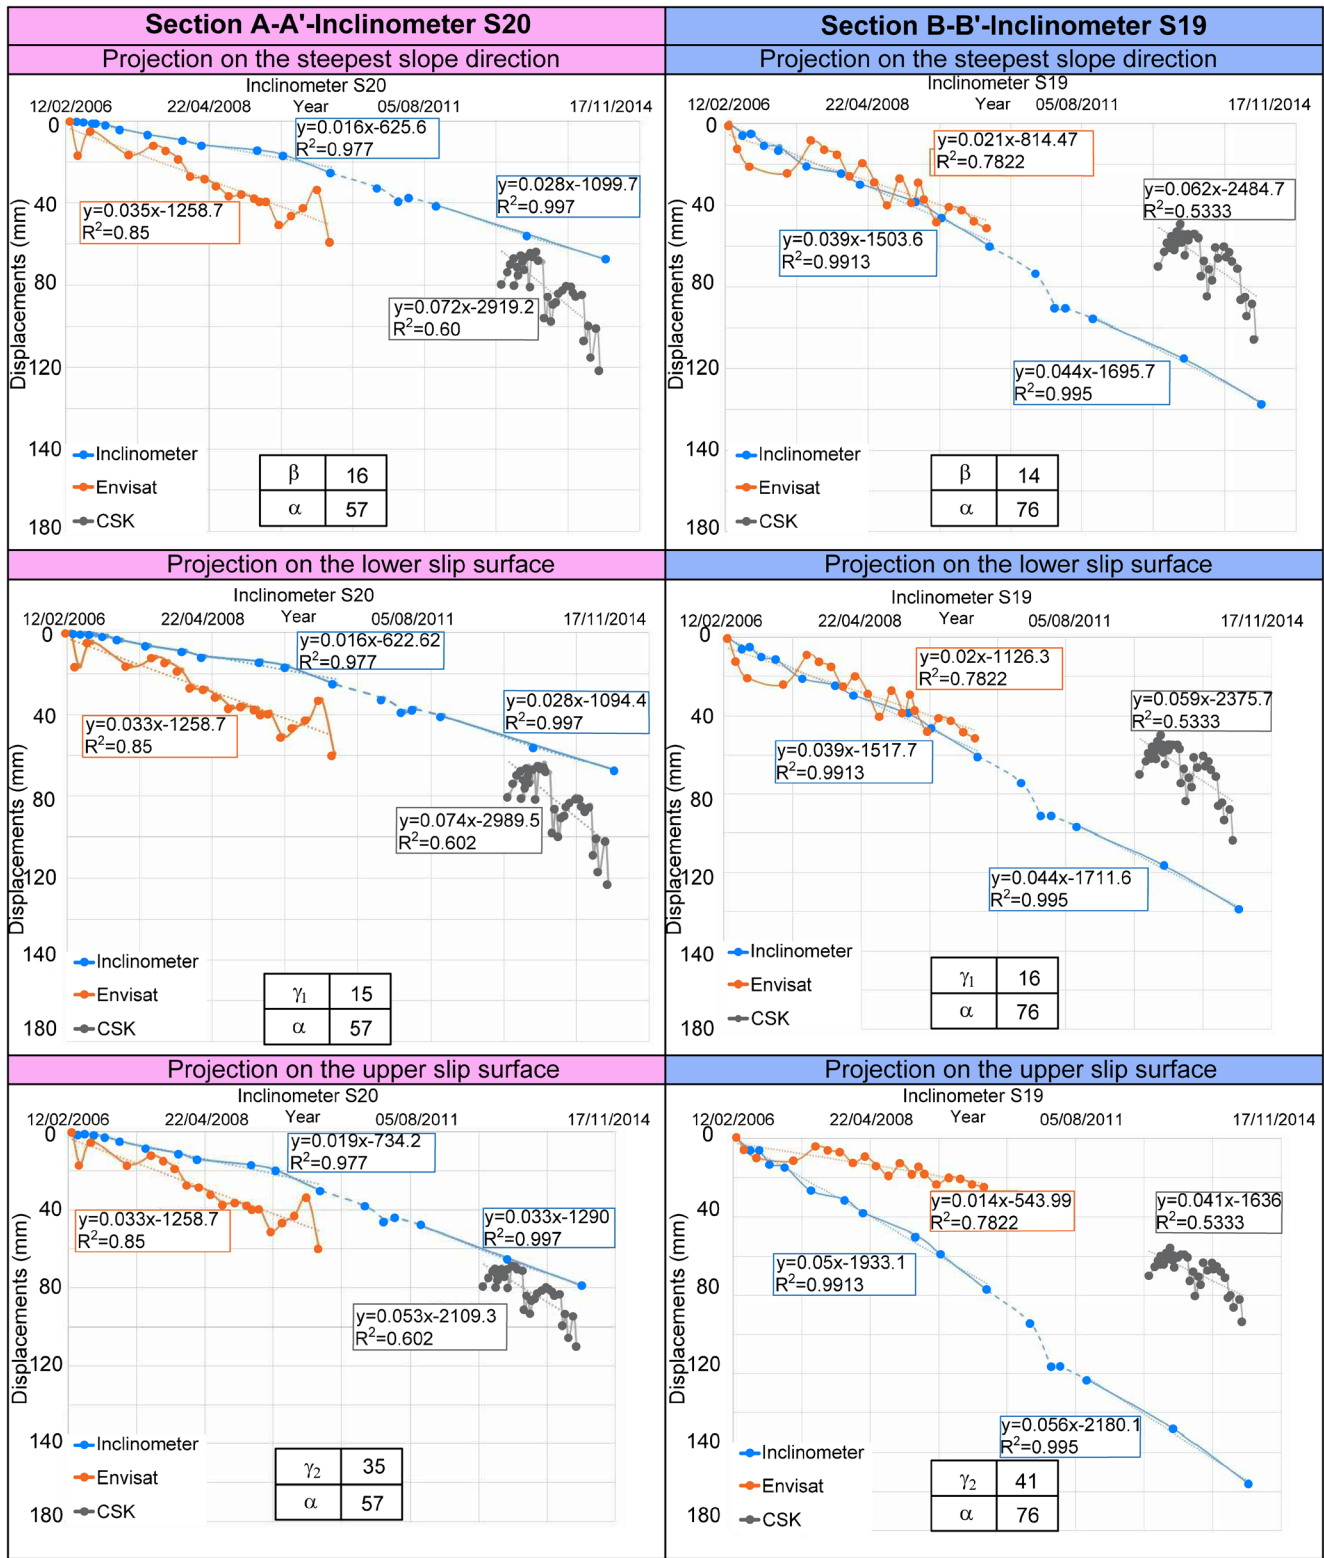 Section A-A'-Inclinometer S20
Projection on the steepest slope direction
Inclinometer S20
12/02/2006 22/04/2008 Year 05/08/2011 17/11/2014
Displacements (mm)
0
40
80
120
140
180
y=0.016x-625.6
R²=0.977
y=0.028x-1099.7
R²=0.997
y=0.035x-1258.7
R²=0.85
y=0.072x-2919.2
R²=0.60
Inclinometer
Envisat
CSK
β 16
α 57
Section B-B'-Inclinometer S19
Projection on the steepest slope direction
Inclinometer S19
12/02/2006 22/04/2008 Year 05/08/2011 17/11/2014
Displacements (mm)
0
40
80
120
140
180
y=0.021x-814.47
R²=0.7822
y=0.062x-2484.7
R²=0.5333
y=0.039x-1503.6
R²=0.9913
y=0.044x-1695.7
R²=0.995
Inclinometer
Envisat
CSK
β 14
α 76
Projection on the lower slip surface
Inclinometer S20
12/02/2006 22/04/2008 Year 05/08/2011 17/11/2014
Displacements (mm)
0
40
80
120
140
180
y=0.016x-622.62
R²=0.977
y=0.028x-1094.4
R²=0.997
y=0.033x-1258.7
R²=0.85
y=0.074x-2989.5
R²=0.602
Inclinometer
Envisat
CSK
γ₁ 15
α 57
Projection on the lower slip surface
Inclinometer S19
12/02/2006 22/04/2008 Year 05/08/2011 17/11/2014
Displacements (mm)
0
40
80
120
140
180
y=0.02x-1126.3
R²=0.7822
y=0.059x-2375.7
R²=0.5333
y=0.039x-1517.7
R²=0.9913
y=0.044x-1711.6
R²=0.995
Inclinometer
Envisat
CSK
γ₁ 16
α 76
Projection on the upper slip surface
Inclinometer S20
12/02/2006 22/04/2008 Year 05/08/2011 17/11/2014
Displacements (mm)
0
40
80
120
140
180
y=0.019x-734.2
R²=0.977
y=0.033x-1290
R²=0.997
y=0.033x-1258.7
R²=0.85
y=0.053x-2109.3
R²=0.602
Inclinometer
Envisat
CSK
γ₂ 35
α 57
Projection on the upper slip surface
Inclinometer S19
12/02/2006 22/04/2008 Year 05/08/2011 17/11/2014
Displacements (mm)
0
40
80
120
140
180
y=0.014x-543.99
R²=0.7822
y=0.041x-1636
R²=0.5333
y=0.05x-1933.1
R²=0.9913
y=0.056x-2180.1
R²=0.995
Inclinometer
Envisat
CSK
γ₂ 41
α 76